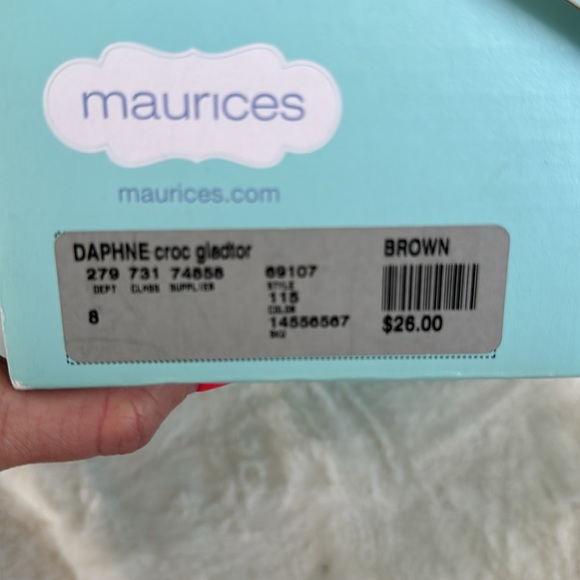 maurices
maurices.com
DAPHNE croc gladtor BROWN
279 731 74858 69107
DEPT CLASS SUPPLIER STYLE
115
COLOR
8
14556567 $26.00
SKU